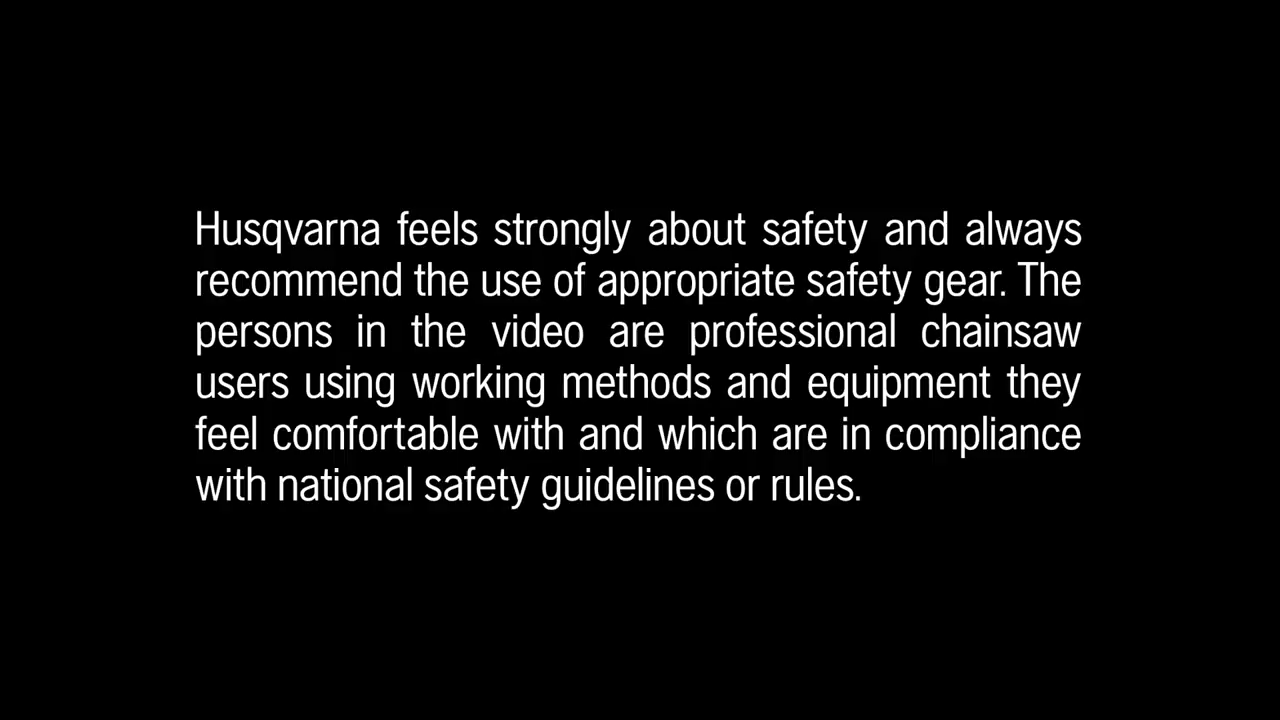 Husqvarna feels strongly about safety and always
recommend the use of appropriate safety gear. The
persons in the video are professional chainsaw
users using working methods and equipment they
feel comfortable with and which are in compliance
with national safety guidelines or rules.